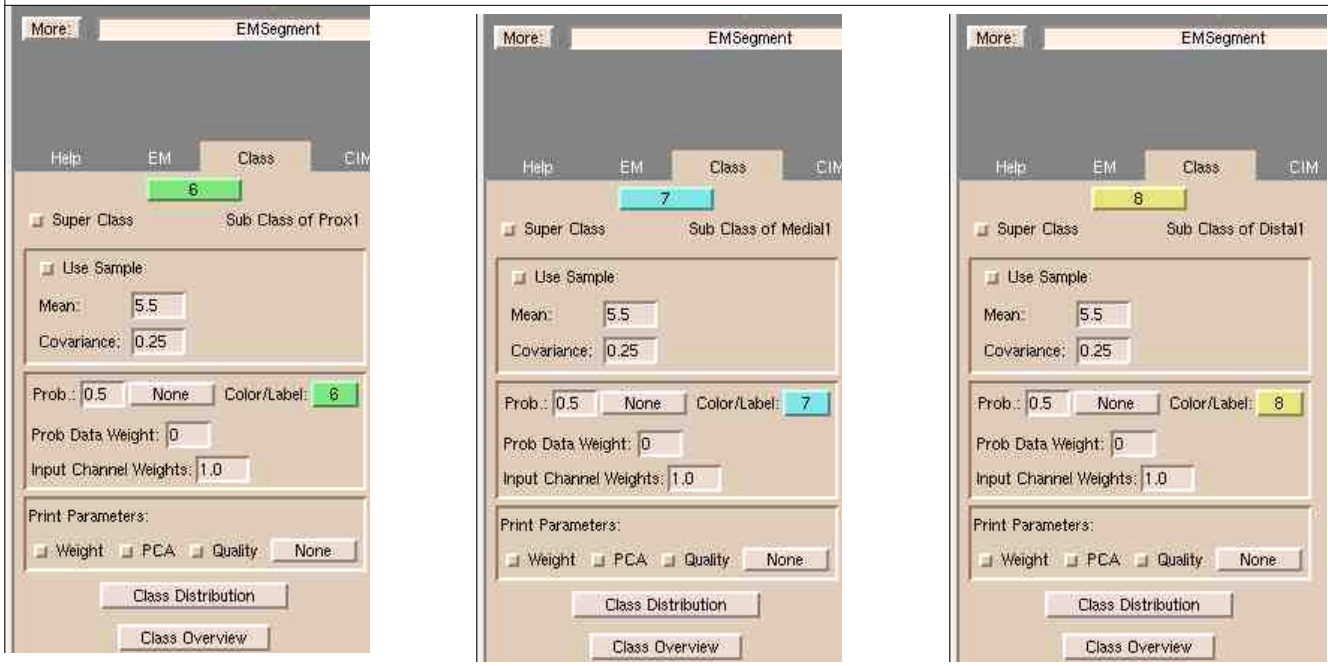 More: EMSegment
Help EM Class CIM
6
Super Class Sub Class of Prox1
Use Sample
Mean: 5.5
Covariance: 0.25
Prob.: 0.5 None Color/Label: 6
Prob Data Weight: 0
Input Channel Weights: 1.0
Print Parameters:
Weight PCA Quality None
Class Distribution
Class Overview
More: EMSegment
Help EM Class CIM
7
Super Class Sub Class of Medial1
Use Sample
Mean: 5.5
Covariance: 0.25
Prob.: 0.5 None Color/Label: 7
Prob Data Weight: 0
Input Channel Weights: 1.0
Print Parameters:
Weight PCA Quality None
Class Distribution
Class Overview
More: EMSegment
Help EM Class CIM
8
Super Class Sub Class of Distal1
Use Sample
Mean: 5.5
Covariance: 0.25
Prob.: 0.5 None Color/Label: 8
Prob Data Weight: 0
Input Channel Weights: 1.0
Print Parameters:
Weight PCA Quality None
Class Distribution
Class Overview